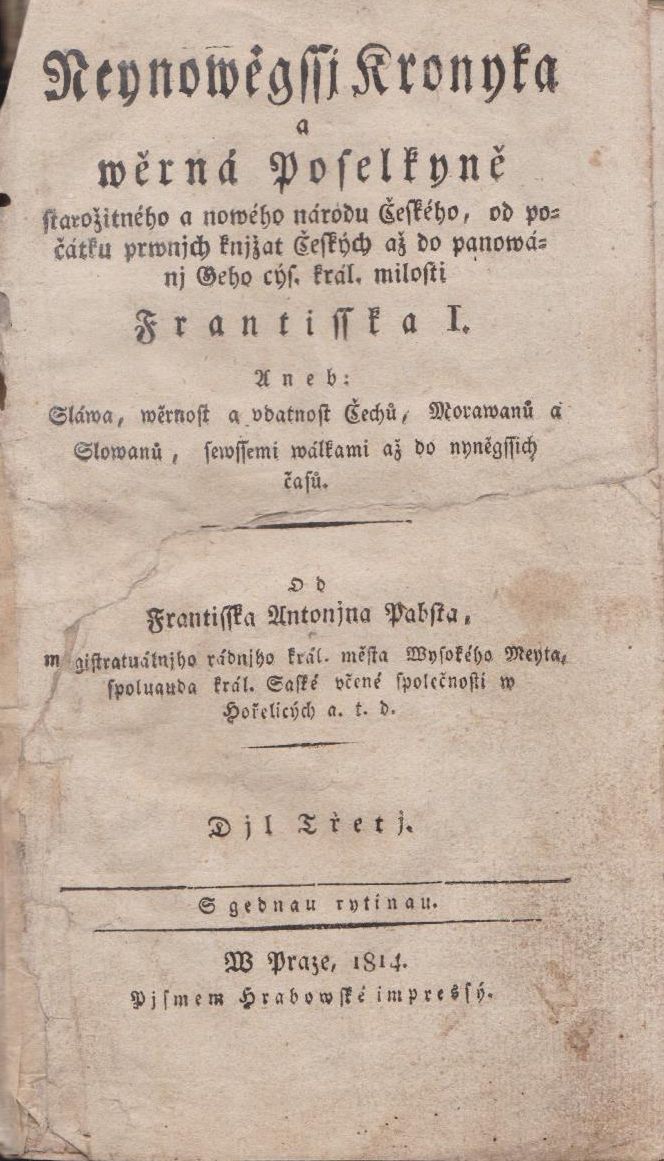 Neynowěgssj Kronyka
a
wěrná Poselkyně
starožitného a nowého národu Českého, od po=
čátku prwnjch knjžat Českých až do panowá=
nj Geho cýs. král. milosti
Frantisska I.
Aneb:
Sláwa, wěrnost a vdatnost Čechů, Morawanů a
Slowanů, sewssemi wálkami až do nyněgssich
časů.
Od
Frantisska Antonjna Pabsta,
m gistratuálnjho rádnjho král. města Wysokého Meyta,
spoluauda král. Saské včené společnosti w
Hořelicých a. t. d.
Djl Třetj.
S gednau rytinau.
W Praze, 1814.
Pjsmem Hrabowské impressý.